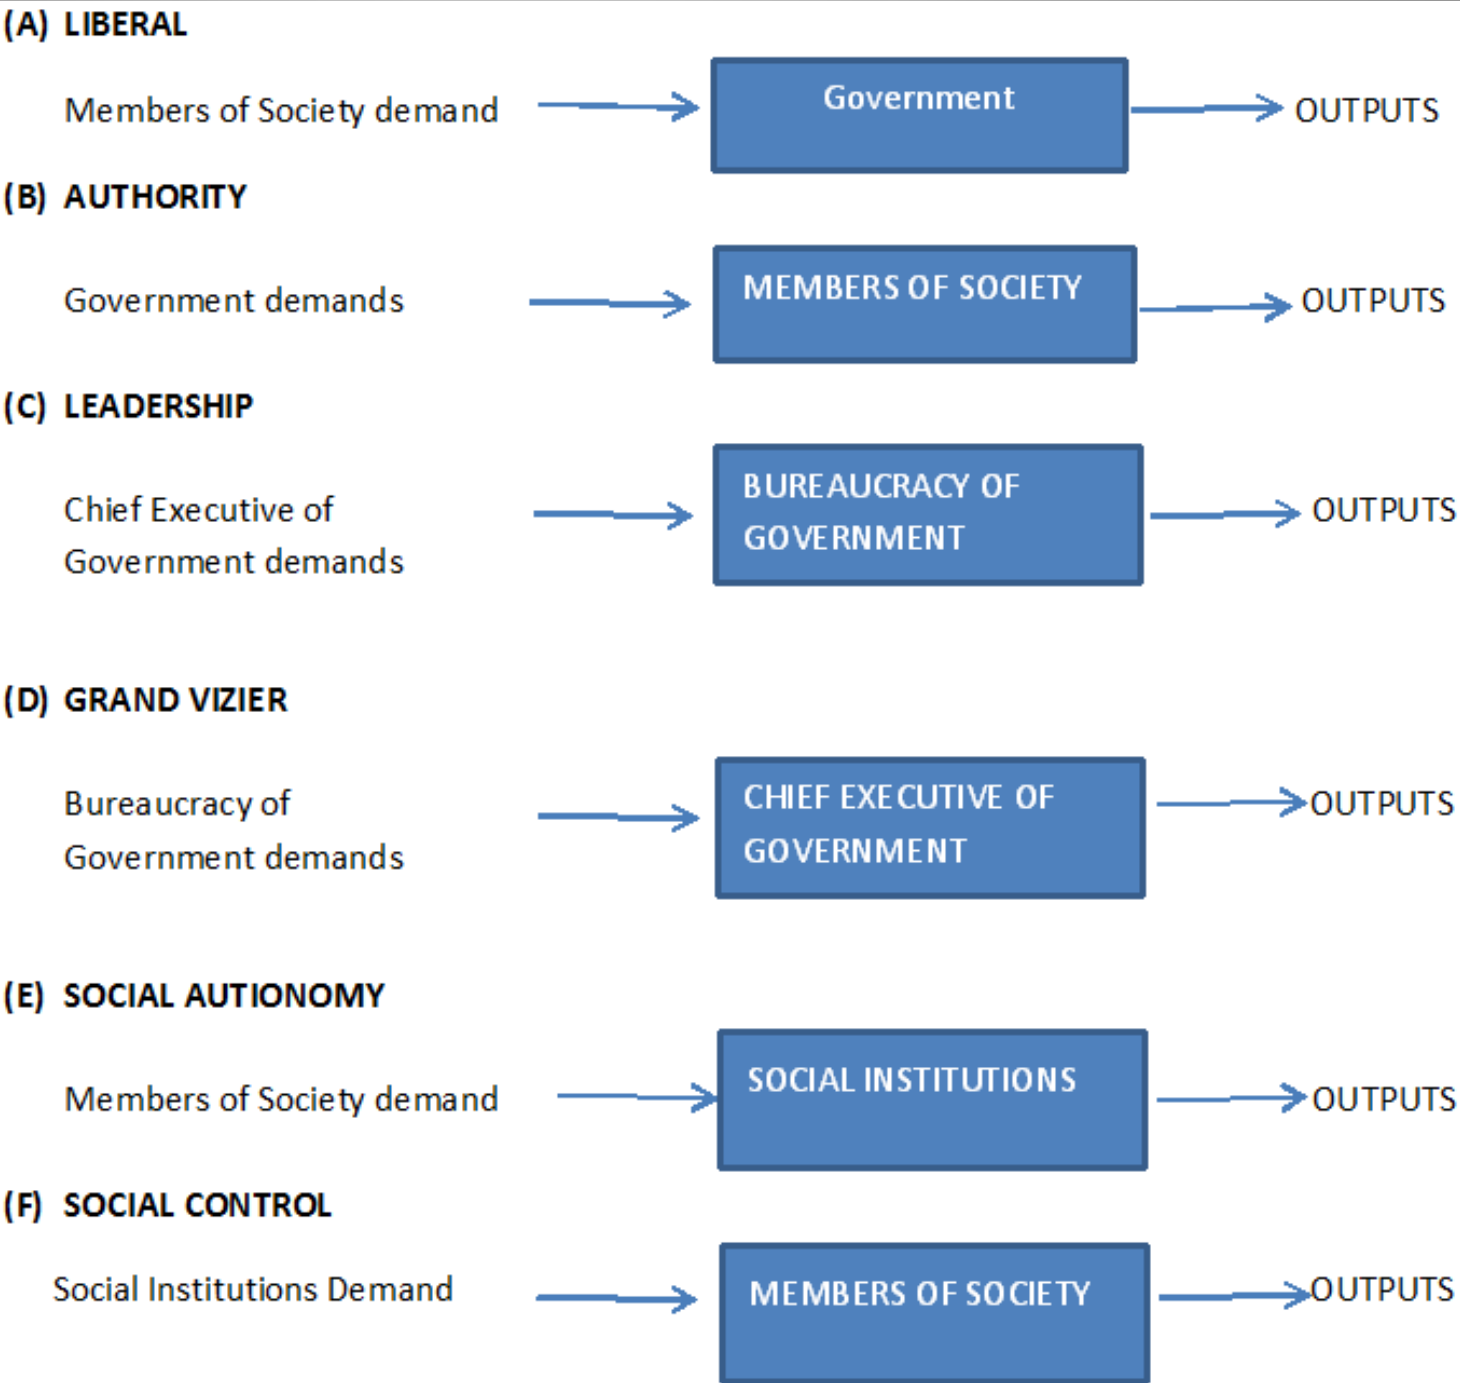 (A) LIBERAL
Members of Society demand
Government
OUTPUTS
(B) AUTHORITY
Government demands
MEMBERS OF SOCIETY
OUTPUTS
(C) LEADERSHIP
Chief Executive of
Government demands
BUREAUCRACY OF
GOVERNMENT
OUTPUTS
(D) GRAND VIZIER
Bureaucracy of
Government demands
CHIEF EXECUTIVE OF
GOVERNMENT
OUTPUTS
(E) SOCIAL AUTIONOMY
Members of Society demand
SOCIAL INSTITUTIONS
OUTPUTS
(F) SOCIAL CONTROL
Social Institutions Demand
MEMBERS OF SOCIETY
OUTPUTS